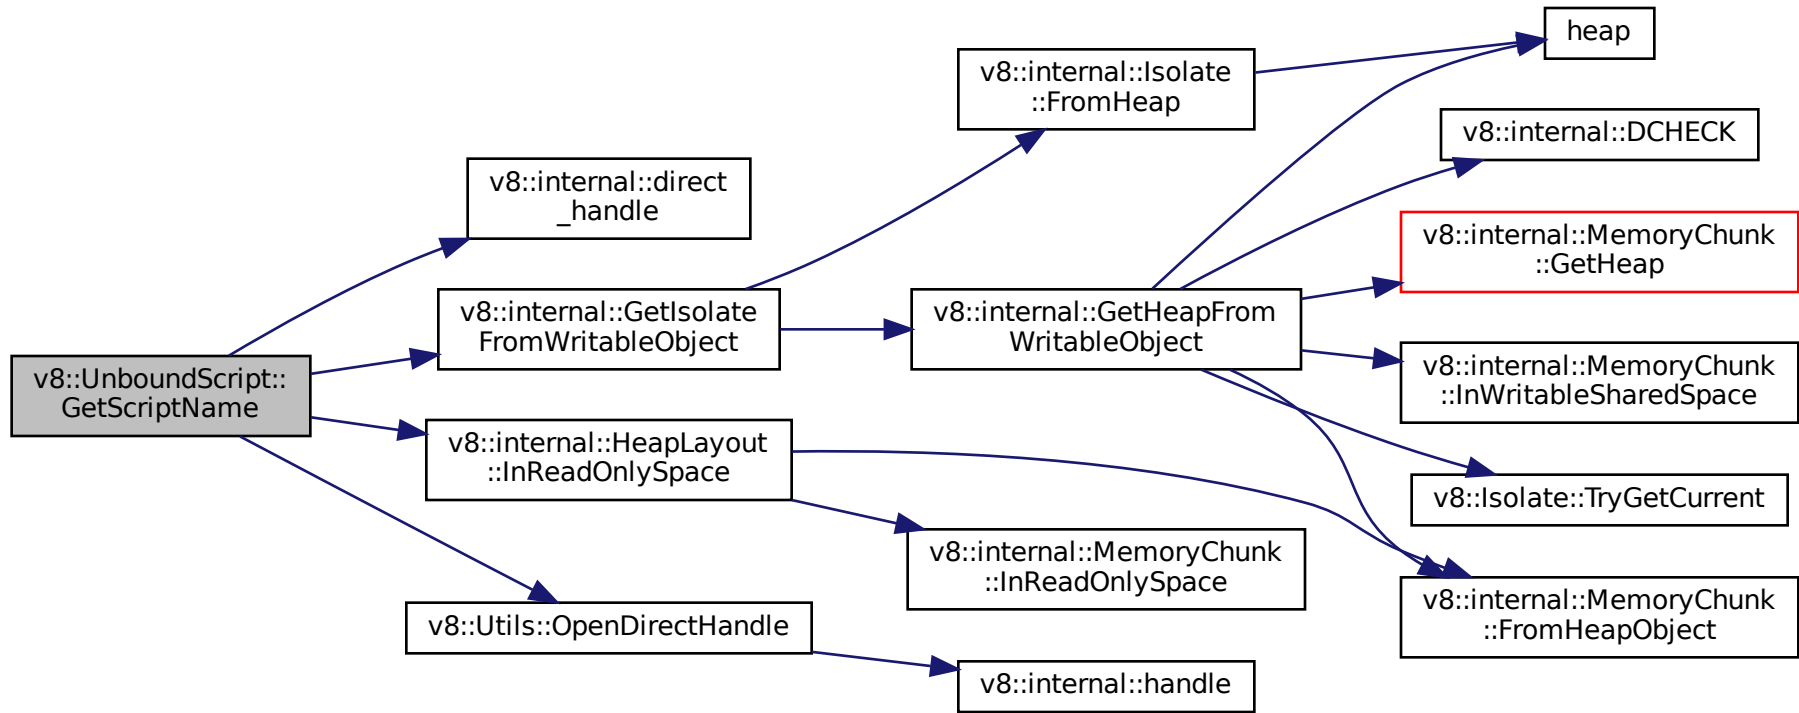 v8::UnboundScript::
GetScriptName
v8::internal::direct
_handle
v8::internal::GetIsolate
FromWritableObject
v8::internal::HeapLayout
::InReadOnlySpace
v8::Utils::OpenDirectHandle
v8::internal::Isolate
::FromHeap
v8::internal::GetHeapFrom
WritableObject
v8::internal::MemoryChunk
::InReadOnlySpace
v8::internal::handle
heap
v8::internal::DCHECK
v8::internal::MemoryChunk
::GetHeap
v8::internal::MemoryChunk
::InWritableSharedSpace
v8::Isolate::TryGetCurrent
v8::internal::MemoryChunk
::FromHeapObject